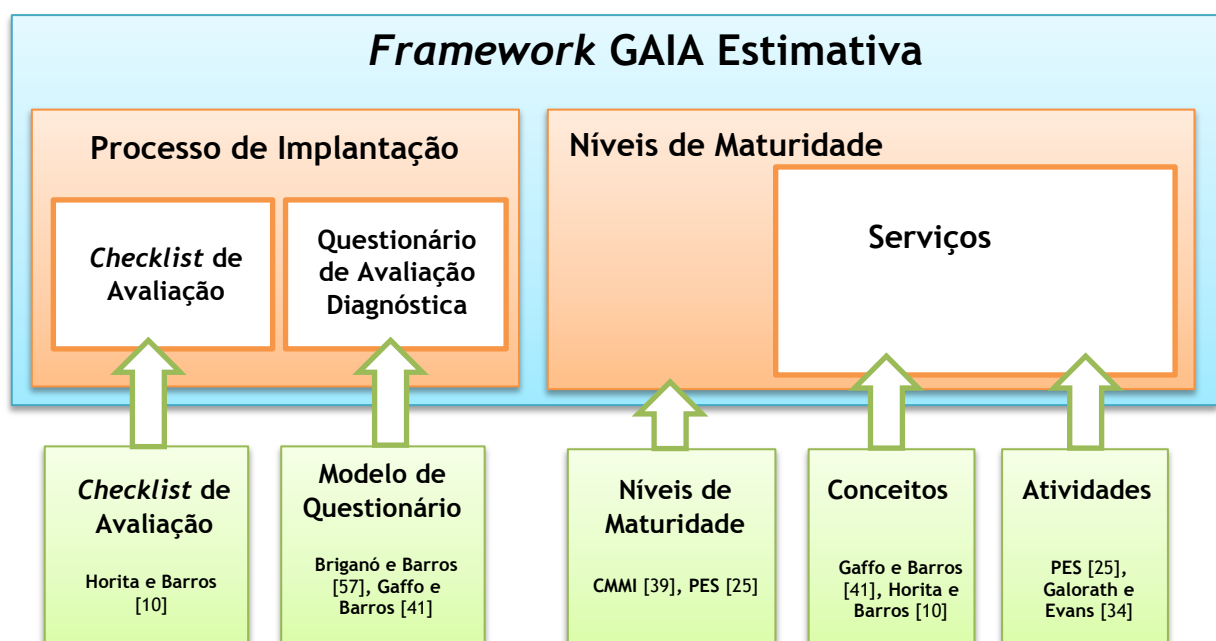 Framework GAIA Estimativa
Processo de Implantação
Checklist de
Avaliação
Questionário
de Avaliação
Diagnóstica
Níveis de Maturidade
Serviços
Checklist de
Avaliação
Horita e Barros
[10]
Modelo de
Questionário
Briganó e Barros
[57], Gaffo e
Barros [41]
Níveis de
Maturidade
CMMI [39], PES [25]
Conceitos
Gaffo e Barros
[41], Horita e
Barros [10]
Atividades
PES [25],
Galorath e
Evans [34]